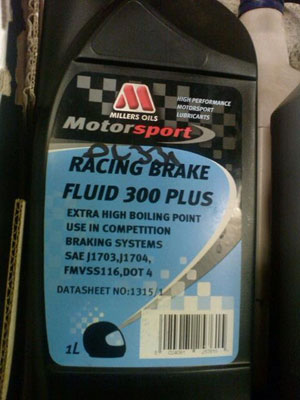 HIGH PERFORMANCE
MOTORSPORT
LUBRICANTS
MILLERS OILS
Motorsport
RACING BRAKE
FLUID 300 PLUS
EXTRA HIGH BOILING POINT
USE IN COMPETITION
BRAKING SYSTEMS
SAE J1703,J1704,
FMVSS116,DOT 4
DATASHEET NO:1315/1
1L